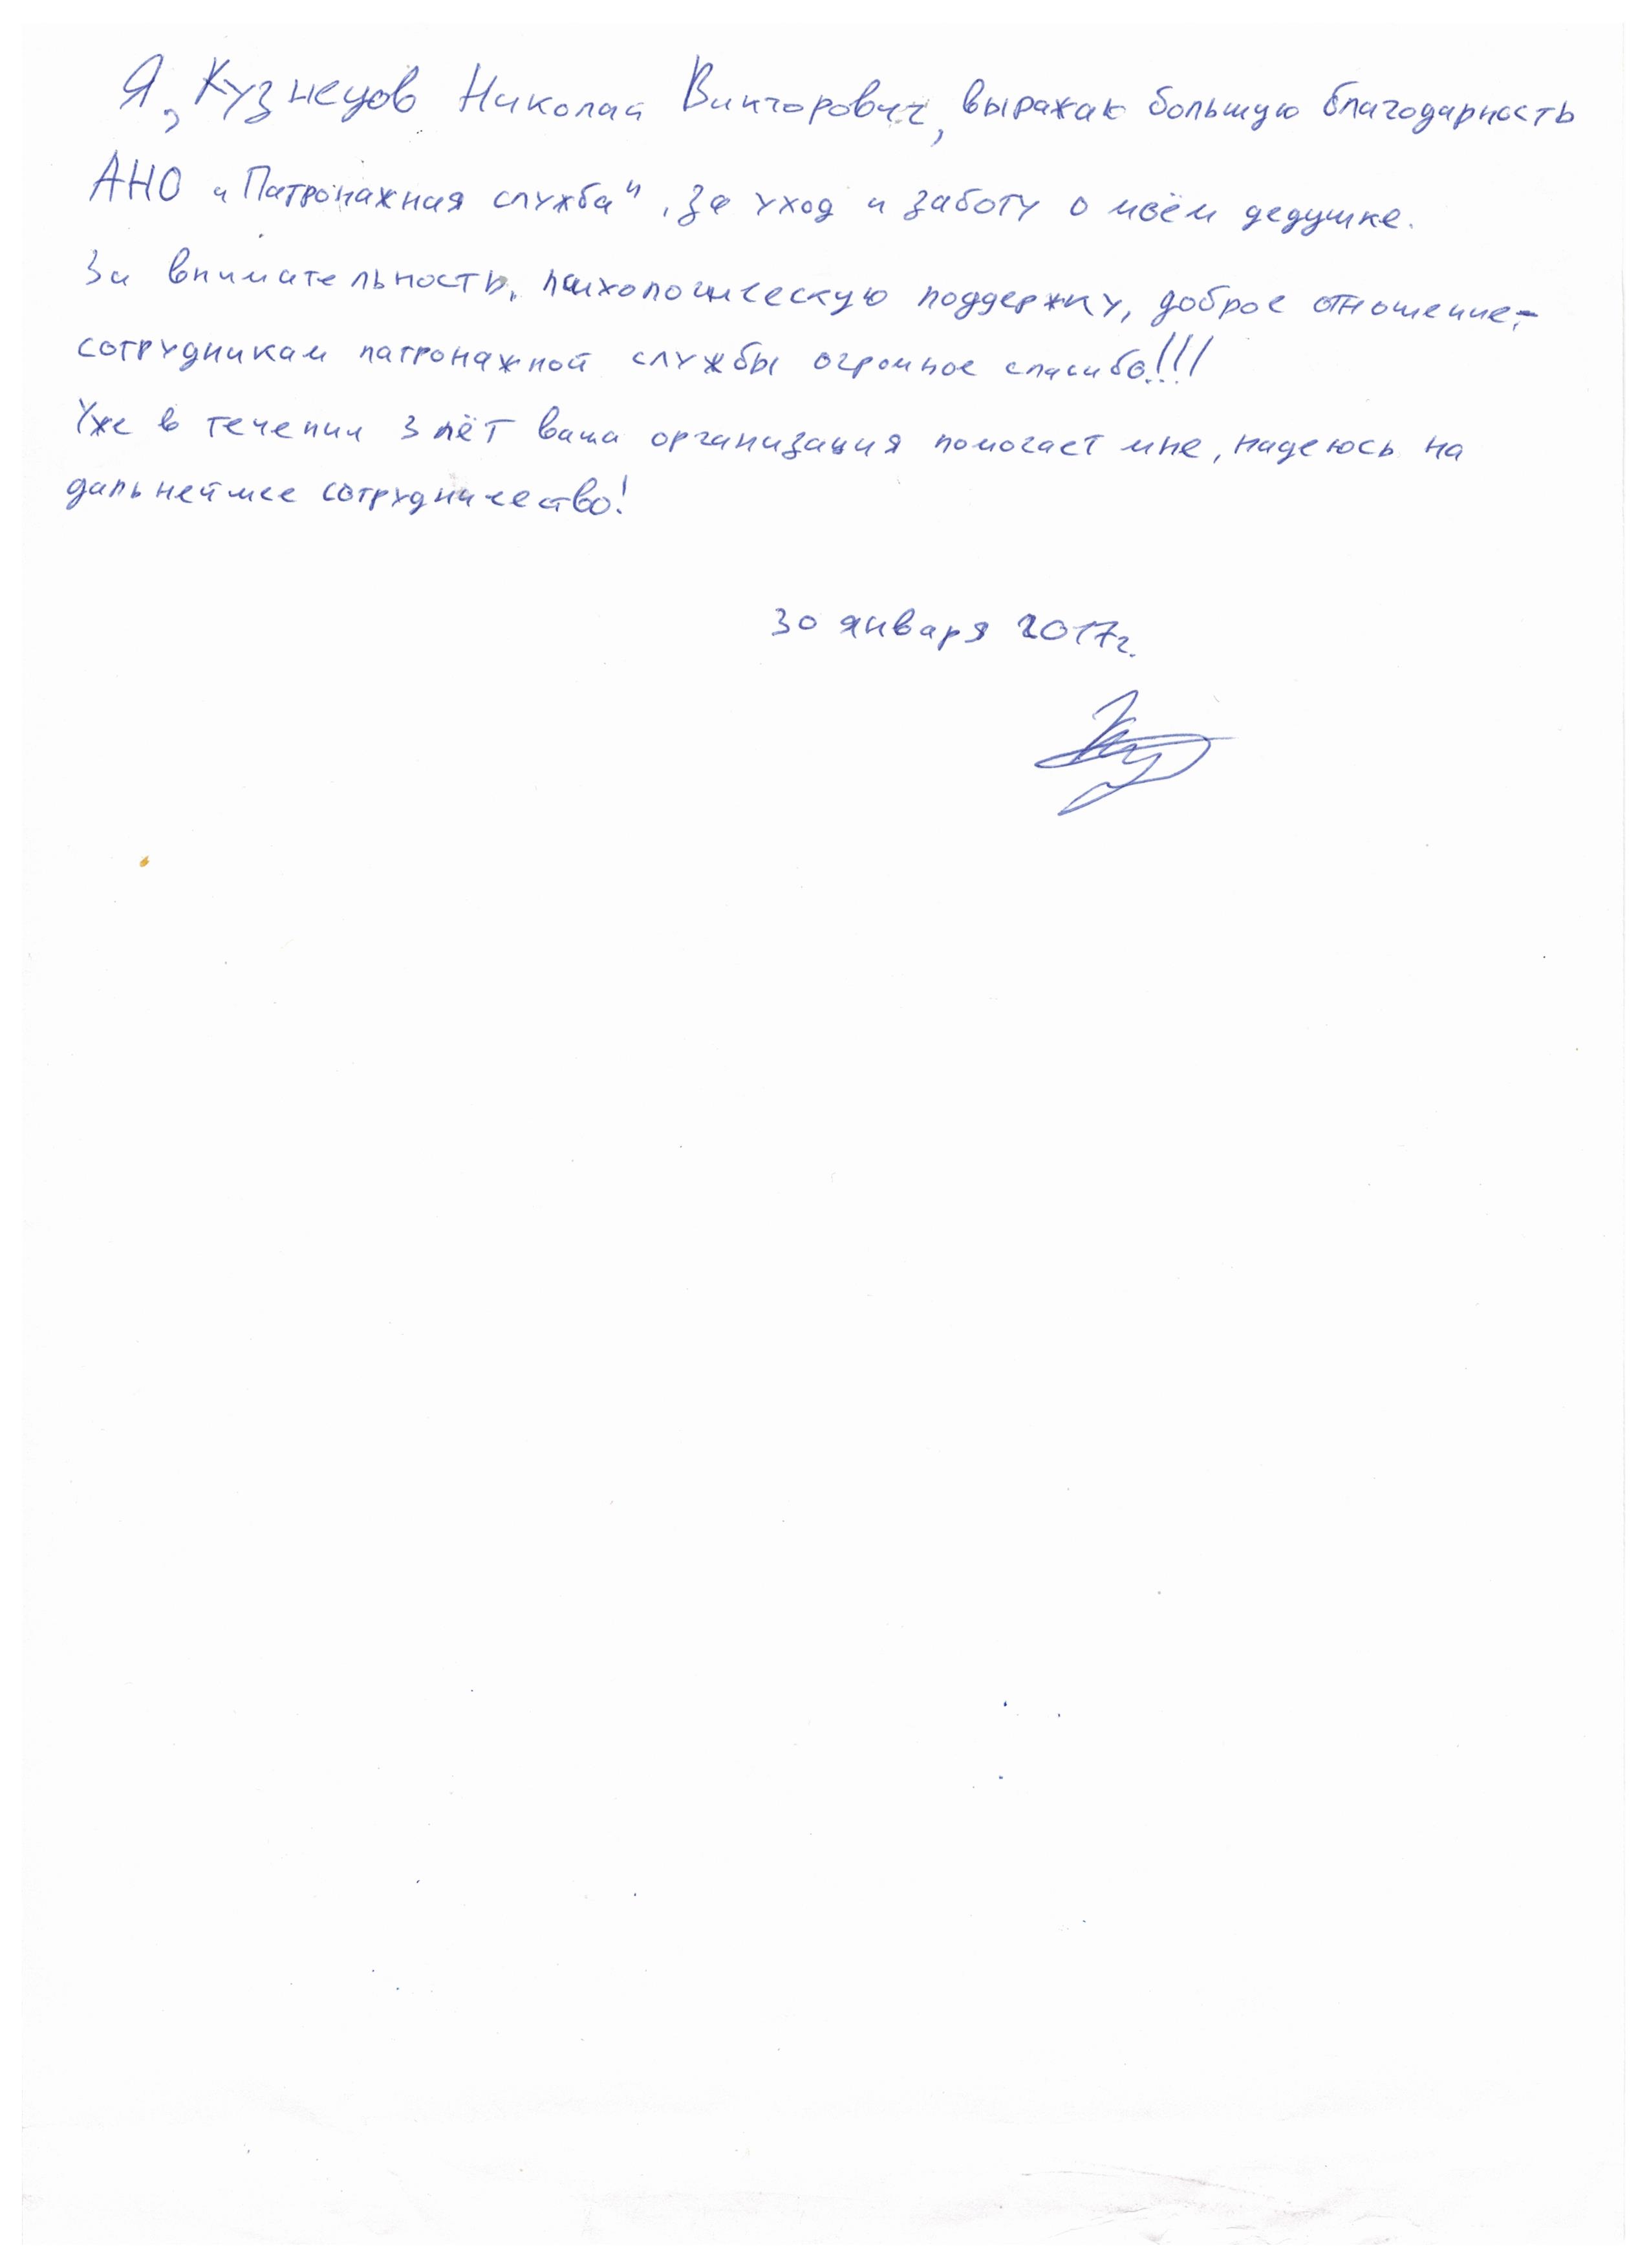 Я, Кузнецов Николай Викторович, выражаю большую благодарность
АНО "Патронажная служба", за уход и заботу о моём дедушке.
За внимательность, психологическую поддержку, доброе отношение-
сотрудникам патронажной службы огромное спасибо!!!
Уже в течении 3 лёт ваша организация помогает мне, надеюсь на
дальнейшее сотрудничество!
30 января 2017г.